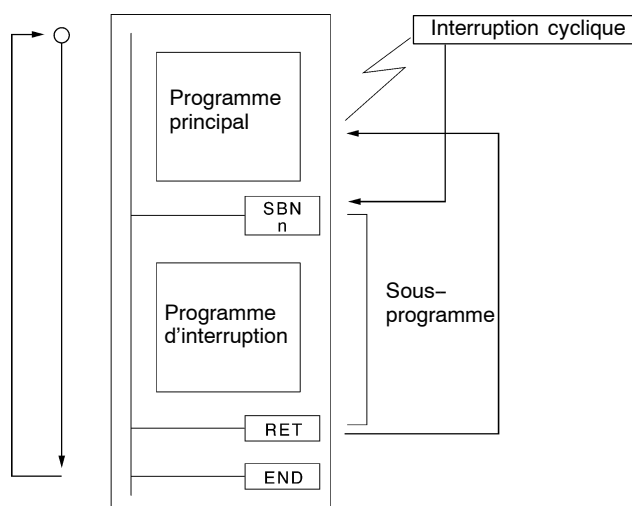 Interruption cyclique
Programme
principal
SBN
n
Programme
d'interruption
Sous–
programme
RET
END